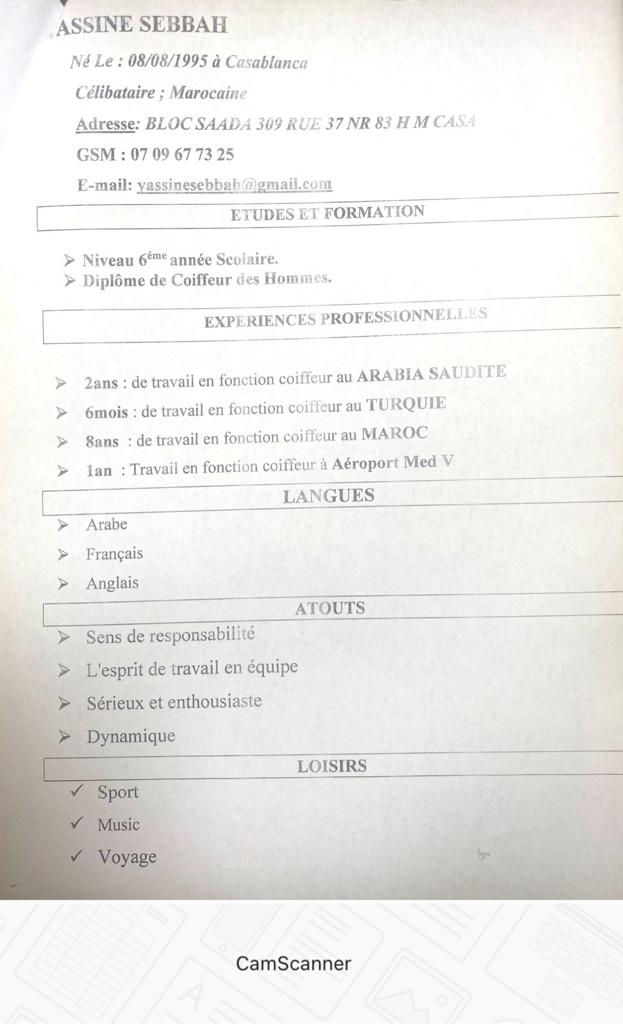 ASSINE SEBBAH
Né Le : 08/08/1995 à Casablanca
Célibataire ; Marocaine
Adresse: BLOC SAADA 309 RUE 37 NR 83 H M CASA
GSM : 07 09 67 73 25
E-mail: yassinesebbah@gmail.com
ETUDES ET FORMATION
➢ Niveau 6éme année Scolaire.
➢ Diplôme de Coiffeur des Hommes.
EXPERIENCES PROFESSIONNELLES
➢ 2ans : de travail en fonction coiffeur au ARABIA SAUDITE
➢ 6mois : de travail en fonction coiffeur au TURQUIE
➢ 8ans : de travail en fonction coiffeur au MAROC
➢ 1an : Travail en fonction coiffeur à Aéroport Med V
LANGUES
➢ Arabe
➢ Français
➢ Anglais
ATOUTS
➢ Sens de responsabilité
➢ L'esprit de travail en équipe
➢ Sérieux et enthousiaste
➢ Dynamique
LOISIRS
✓ Sport
✓ Music
✓ Voyage
CamScanner